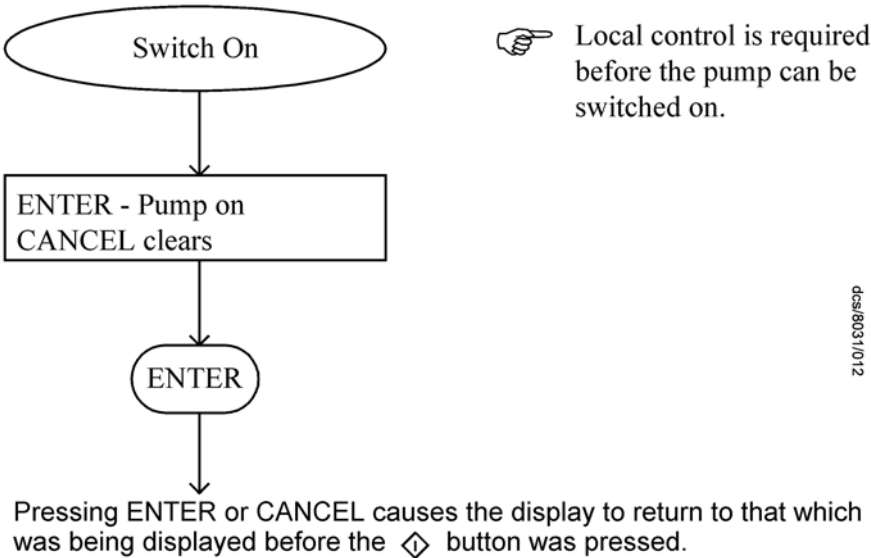 Switch On
Local control is required
before the pump can be
switched on.
ENTER - Pump on
CANCEL clears
ENTER
dcs/8031/012
Pressing ENTER or CANCEL causes the display to return to that which
was being displayed before the button was pressed.